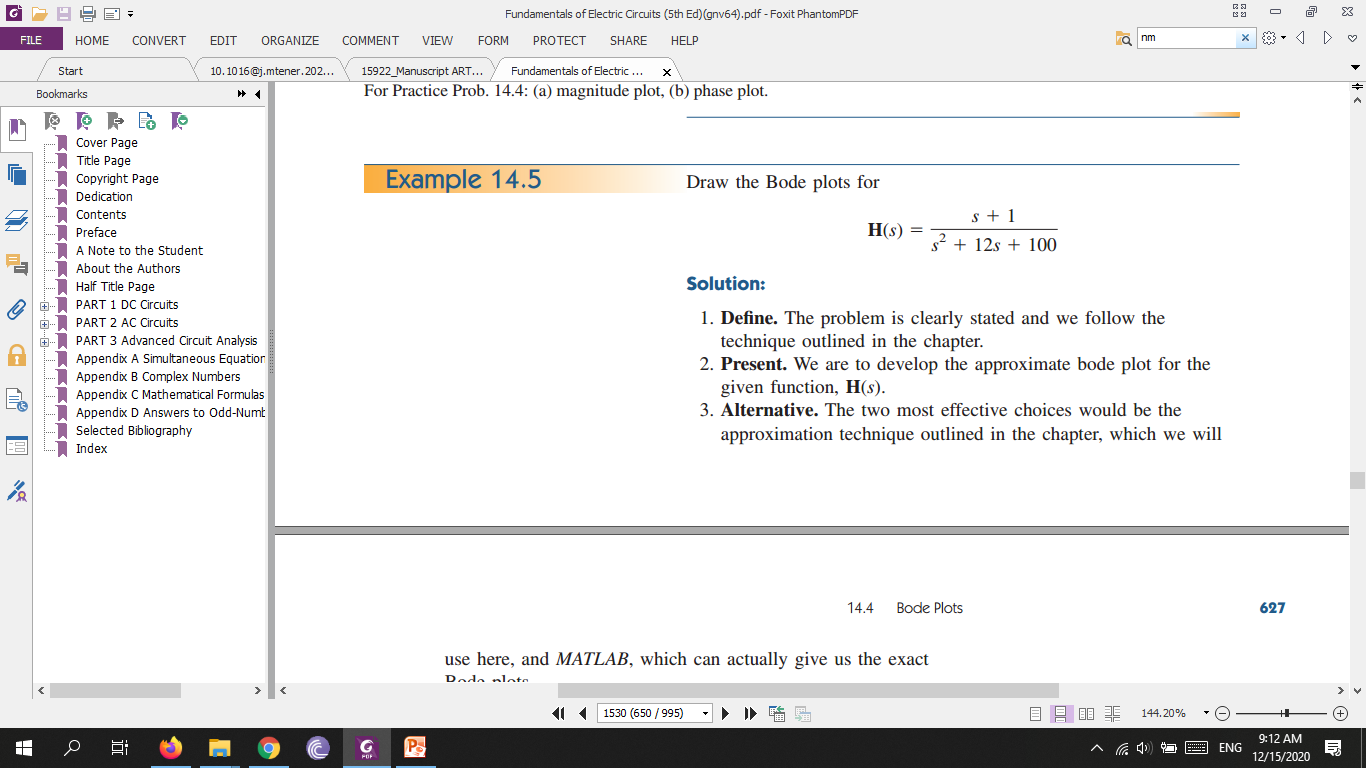 Fundamentals of Electric Circuits (5th Ed)(gnv64).pdf - Foxit PhantomPDF
FILE HOME CONVERT EDIT ORGANIZE COMMENT VIEW FORM PROTECT SHARE HELP
nm
Start 10.1016@j.mtener.202... 15922_Manuscript ART... Fundamentals of Electric ...
Bookmarks
Cover Page
Title Page
Copyright Page
Dedication
Contents
Preface
A Note to the Student
About the Authors
Half Title Page
PART 1 DC Circuits
PART 2 AC Circuits
PART 3 Advanced Circuit Analysis
Appendix A Simultaneous Equation
Appendix B Complex Numbers
Appendix C Mathematical Formulas
Appendix D Answers to Odd-Numb
Selected Bibliography
Index
For Practice Prob. 14.4: (a) magnitude plot, (b) phase plot.
Example 14.5
Draw the Bode plots for
H(s) = (s + 1) / (s² + 12s + 100)
Solution:
1. Define. The problem is clearly stated and we follow the
technique outlined in the chapter.
2. Present. We are to develop the approximate bode plot for the
given function, H(s).
3. Alternative. The two most effective choices would be the
approximation technique outlined in the chapter, which we will
14.4 Bode Plots 627
use here, and MATLAB, which can actually give us the exact
Bode plots
1530 (650 / 995) 144.20%
ENG
9:12 AM
12/15/2020